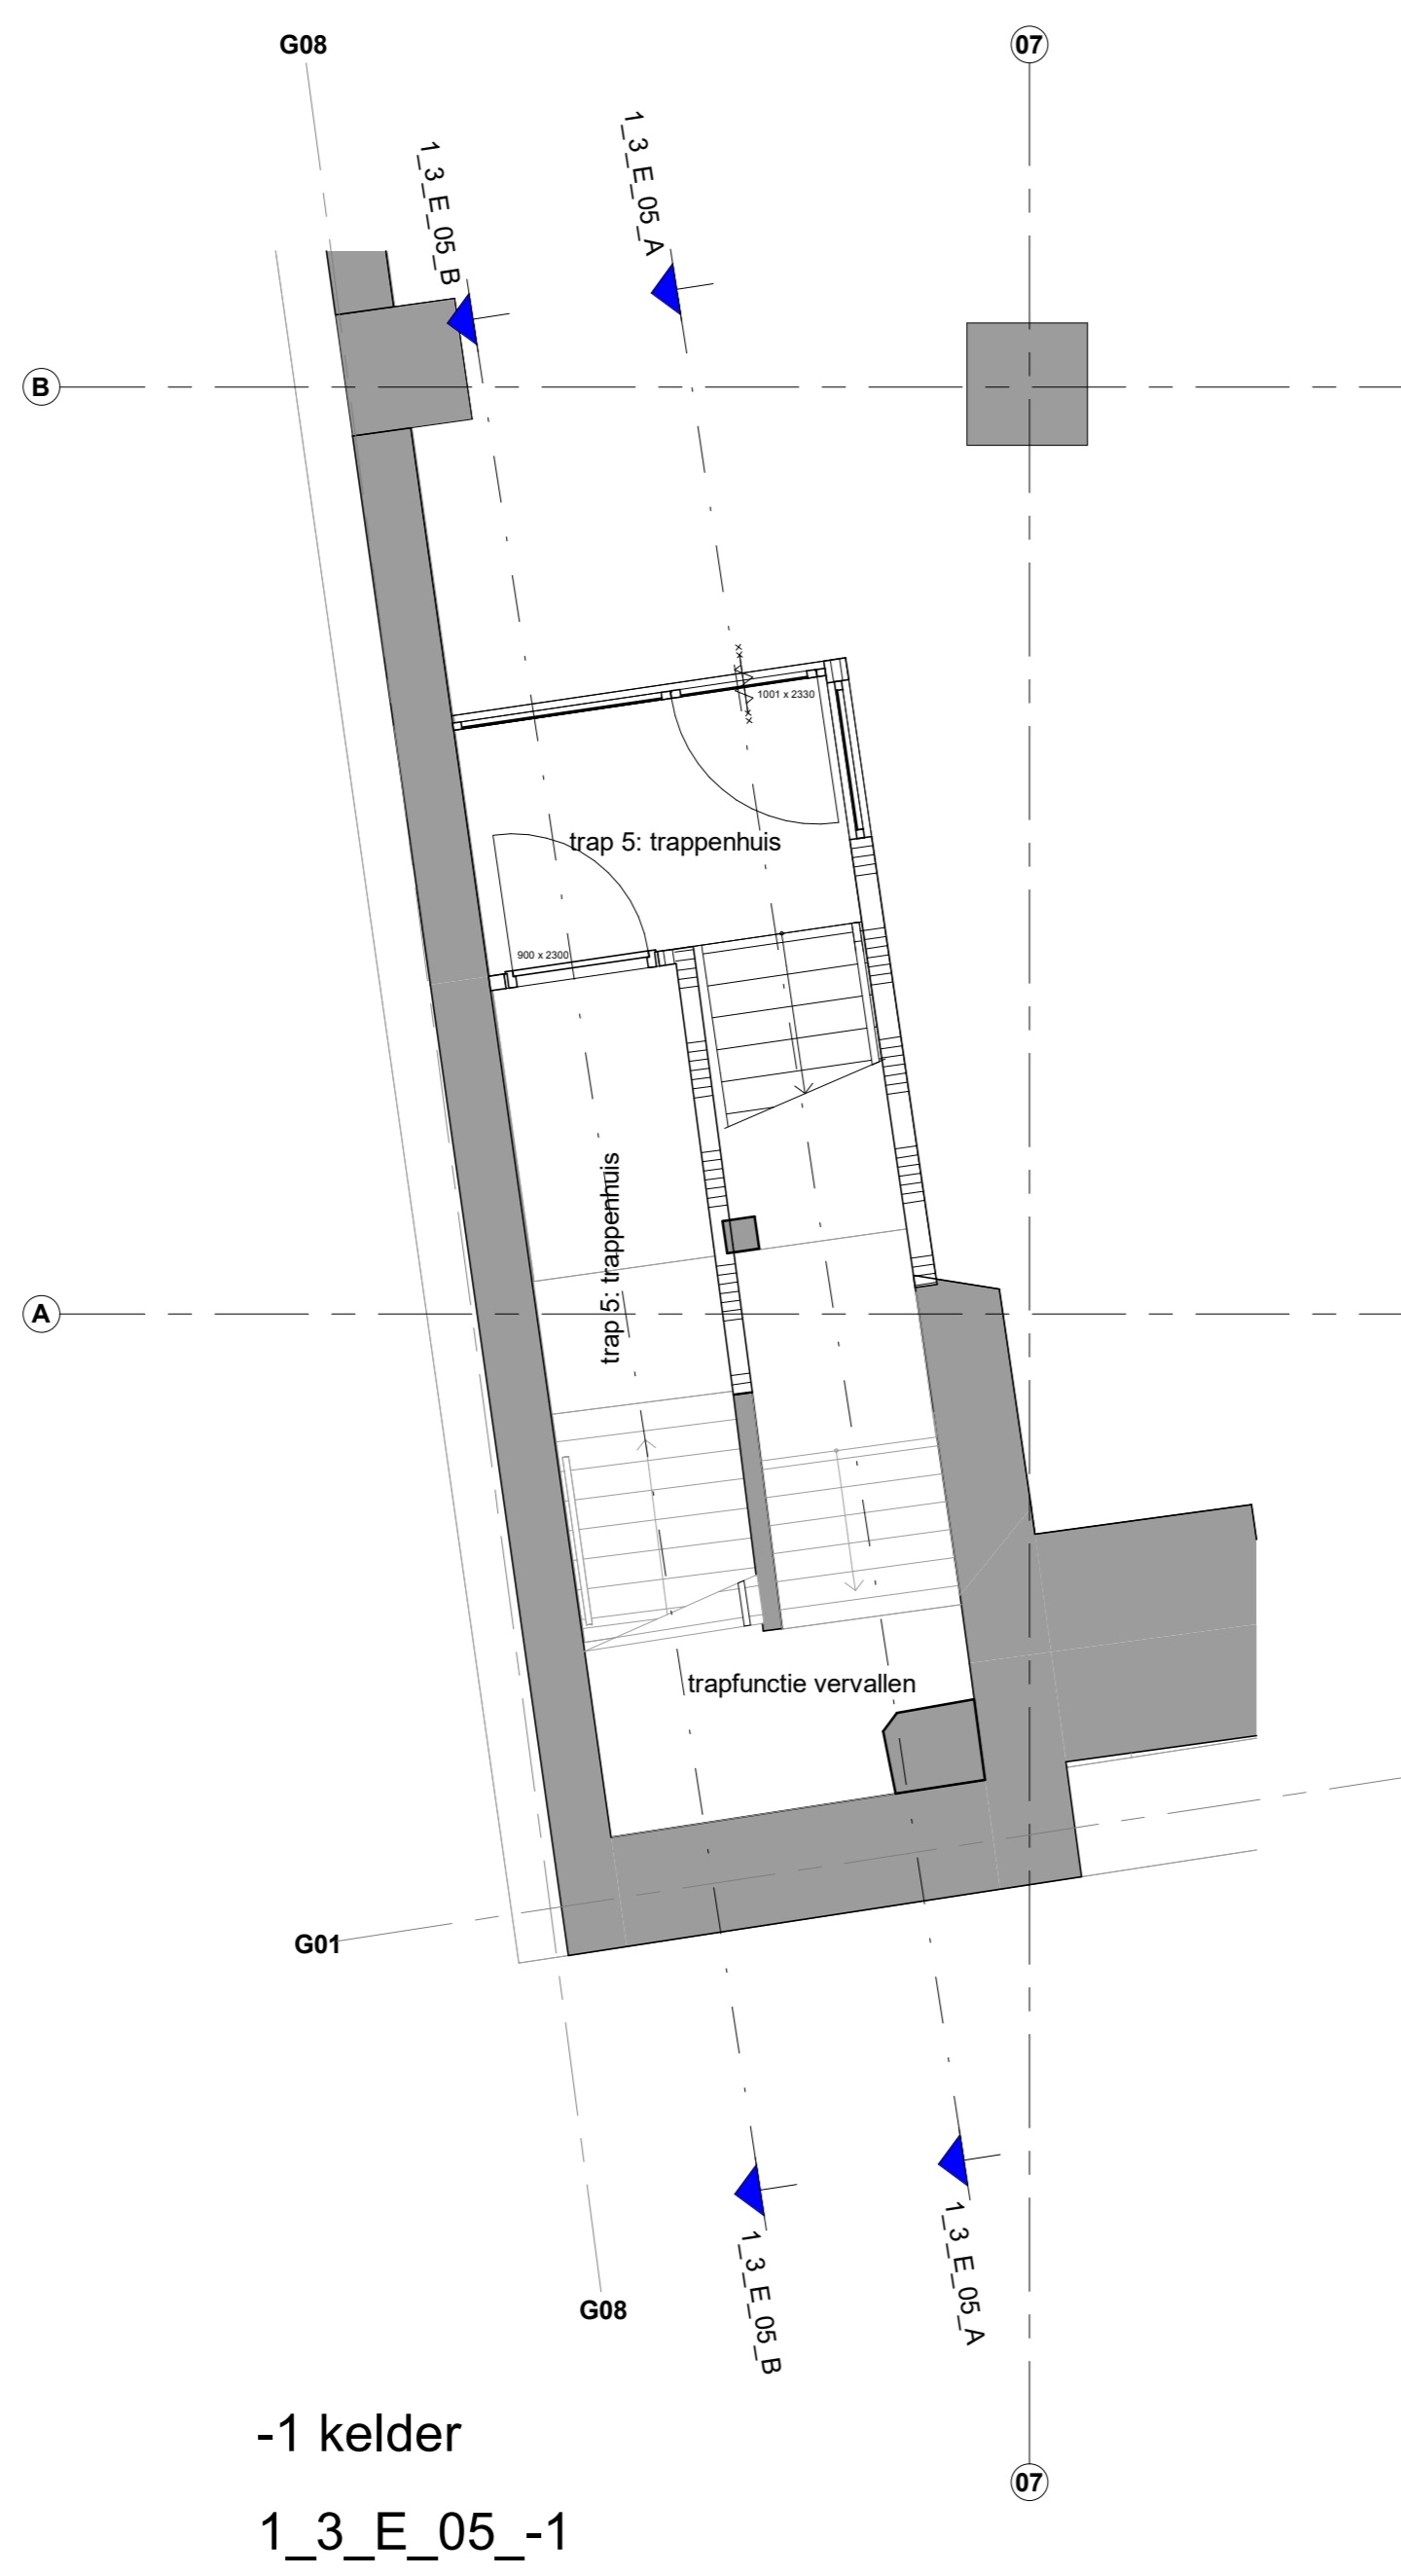 G08
07
1_3_E_05_A
1_3_E_05_B
B
1001 x 2330
trap 5: trappenhuis
900 x 2300
trap 5: trappenhuis
A
trapfunctie vervallen
G01
1_3_E_05_A
1_3_E_05_B
G08
-1 kelder
07
1_3_E_05_-1